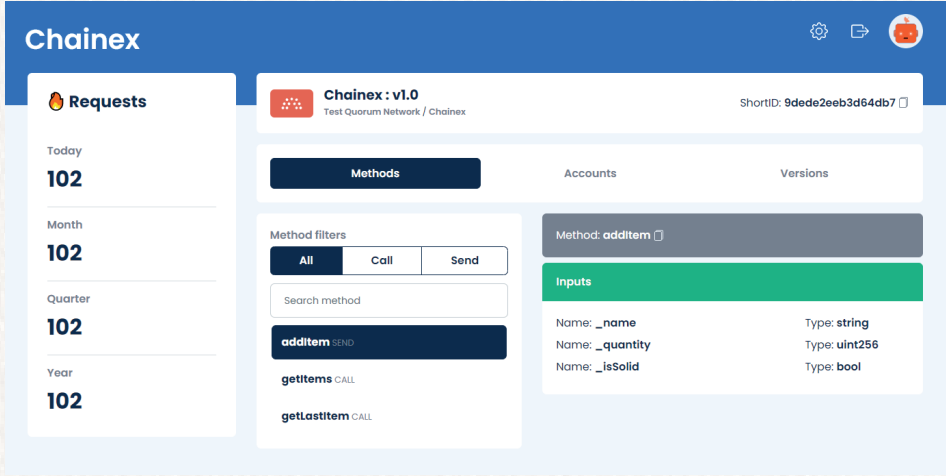 Chainex
Requests
Today
102
Month
102
Quarter
102
Year
102
Chainex : v1.0
Test Quorum Network / Chainex
ShortID: 9dede2eeb3d64db7
Methods
Accounts
Versions
Method filters
All
Call
Send
Search method
addItem SEND
getItems CALL
getLastItem CALL
Method: addItem
Inputs
Name: _name Type: string
Name: _quantity Type: uint256
Name: _isSolid Type: bool